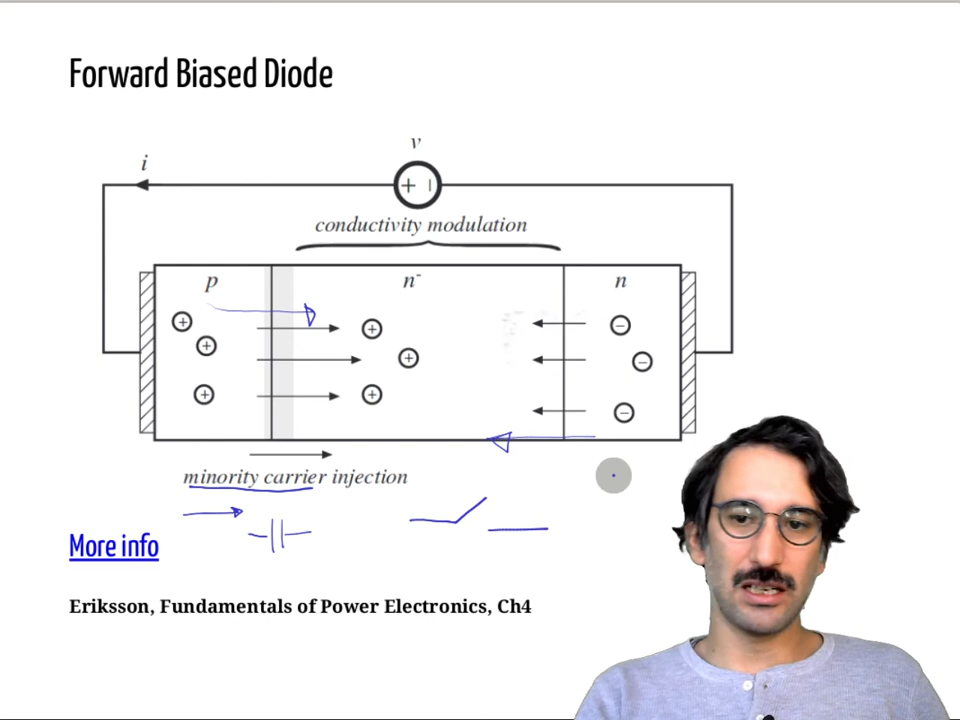 Forward Biased Diode
v
i
+ |
conductivity modulation
p n⁻ n
+ + −
+ + −
+ + −
minority carrier injection
More info
Eriksson, Fundamentals of Power Electronics, Ch4